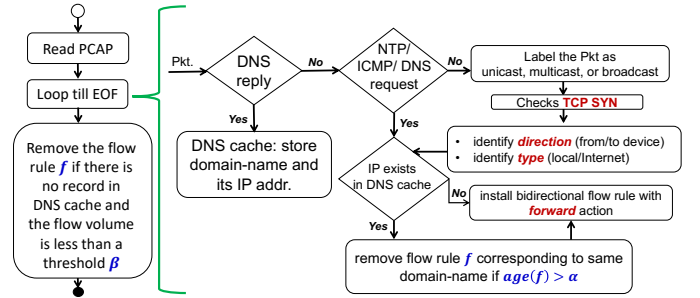 Read PCAP
Loop till EOF
Remove the flow
rule f if there is
no record in
DNS cache and
the flow volume
is less than a
threshold β
Pkt.
DNS
reply
No
Yes
DNS cache: store
domain-name and
its IP addr.
NTP/
ICMP/ DNS
request
No
Yes
Label the Pkt as
unicast, multicast, or broadcast
Checks TCP SYN
• identify direction (from/to device)
• identify type (local/Internet)
IP exists
in DNS cache
No
Yes
install bidirectional flow rule with
forward action
remove flow rule f corresponding to same
domain-name if age(f) > α